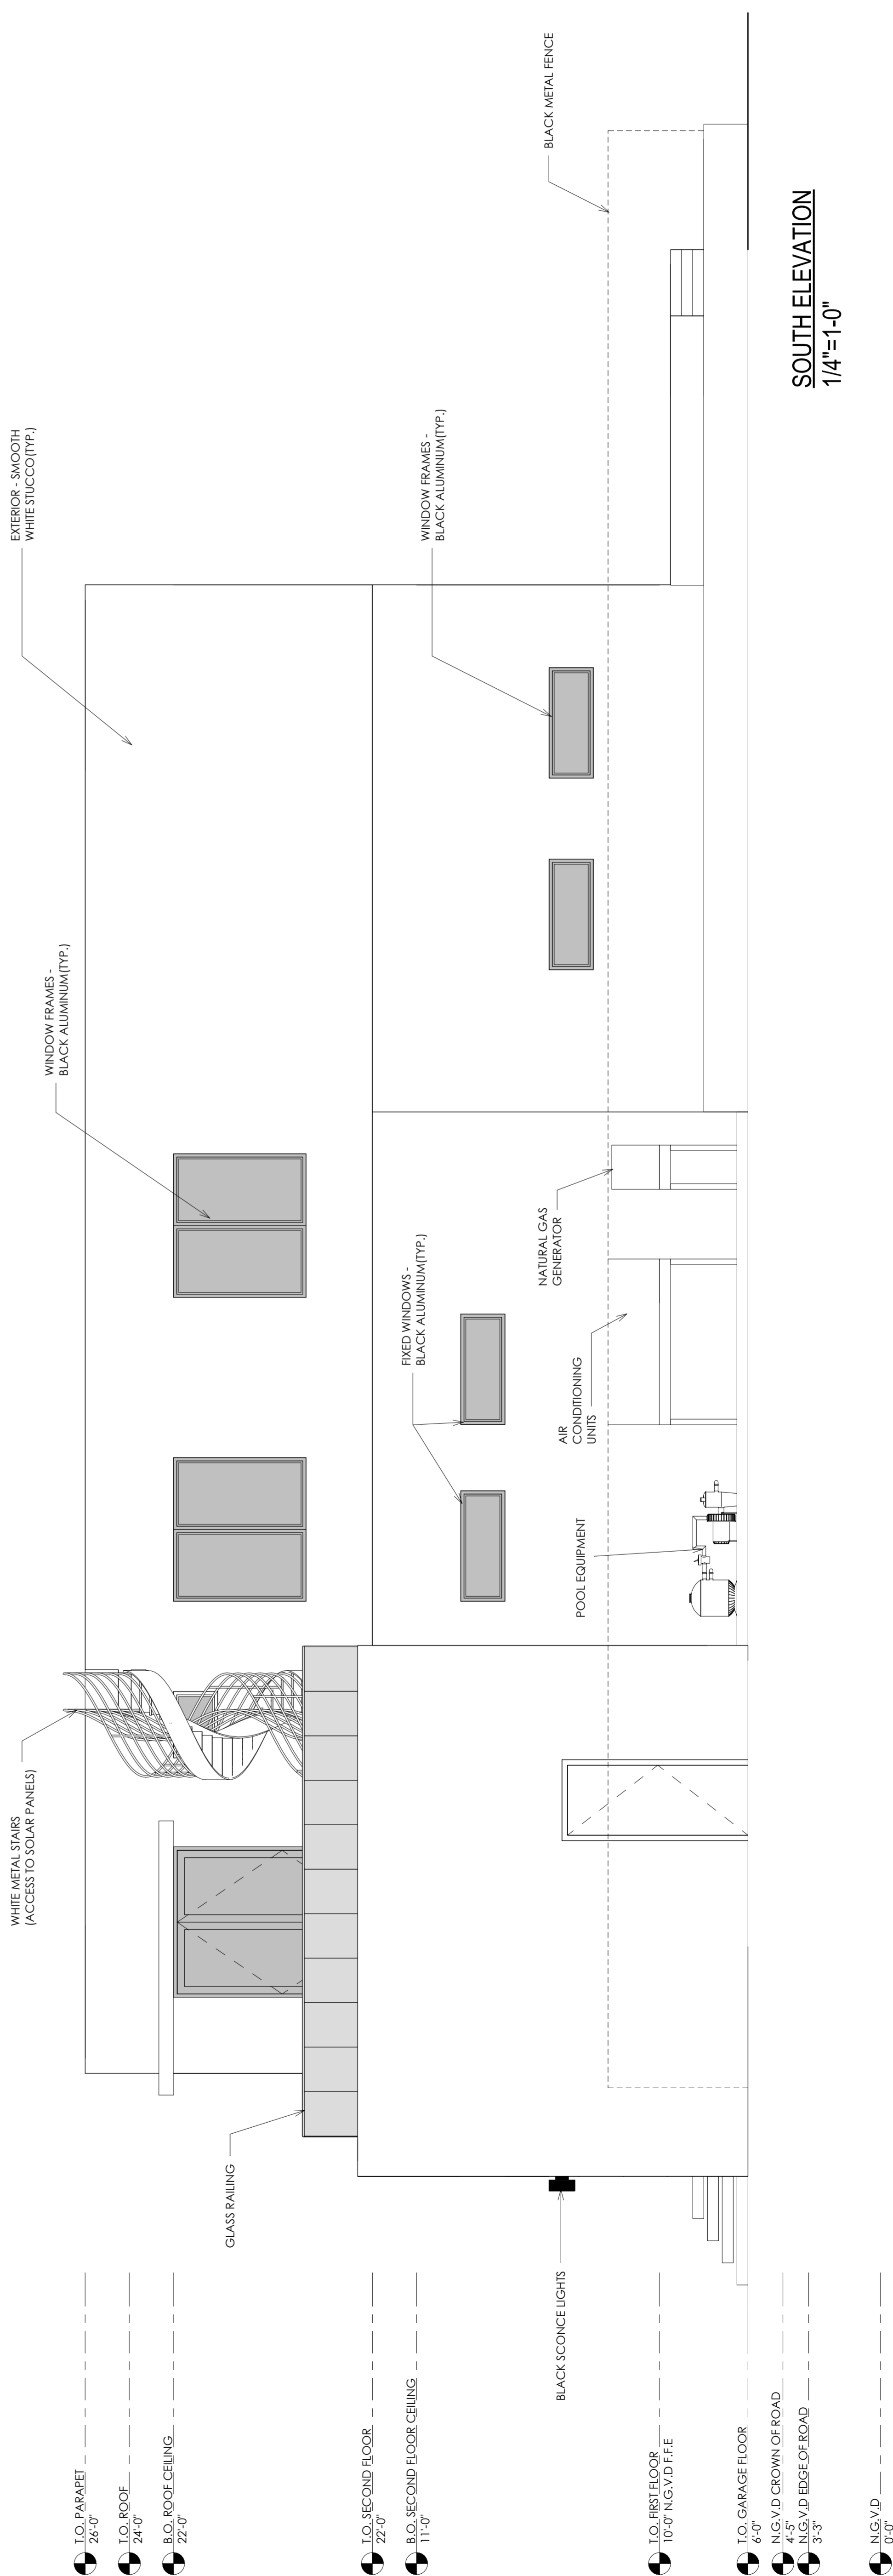 WHITE METAL STAIRS
(ACCESS TO SOLAR PANELS)
WINDOW FRAMES -
BLACK ALUMINUM(TYP.)
EXTERIOR - SMOOTH
WHITE STUCCO(TYP.)
GLASS RAILING
FIXED WINDOWS -
BLACK ALUMINUM(TYP.)
WINDOW FRAMES -
BLACK ALUMINUM(TYP.)
BLACK METAL FENCE
BLACK SCONCE LIGHTS
POOL EQUIPMENT
AIR
CONDITIONING
UNITS
NATURAL GAS
GENERATOR
T.O. PARAPET
26'-0"
T.O. ROOF
24'-0"
B.O. ROOF CEILING
22'-0"
T.O. SECOND FLOOR
22'-0"
B.O. SECOND FLOOR CEILING
11'-0"
T.O. FIRST FLOOR
10'-0" N.G.V.D F.F.E
T.O. GARAGE FLOOR
6'-0"
N.G.V.D CROWN OF ROAD
4'-5"
N.G.V.D EDGE OF ROAD
3'-3"
N.G.V.D
0'-0"
SOUTH ELEVATION
1/4"=1-0"